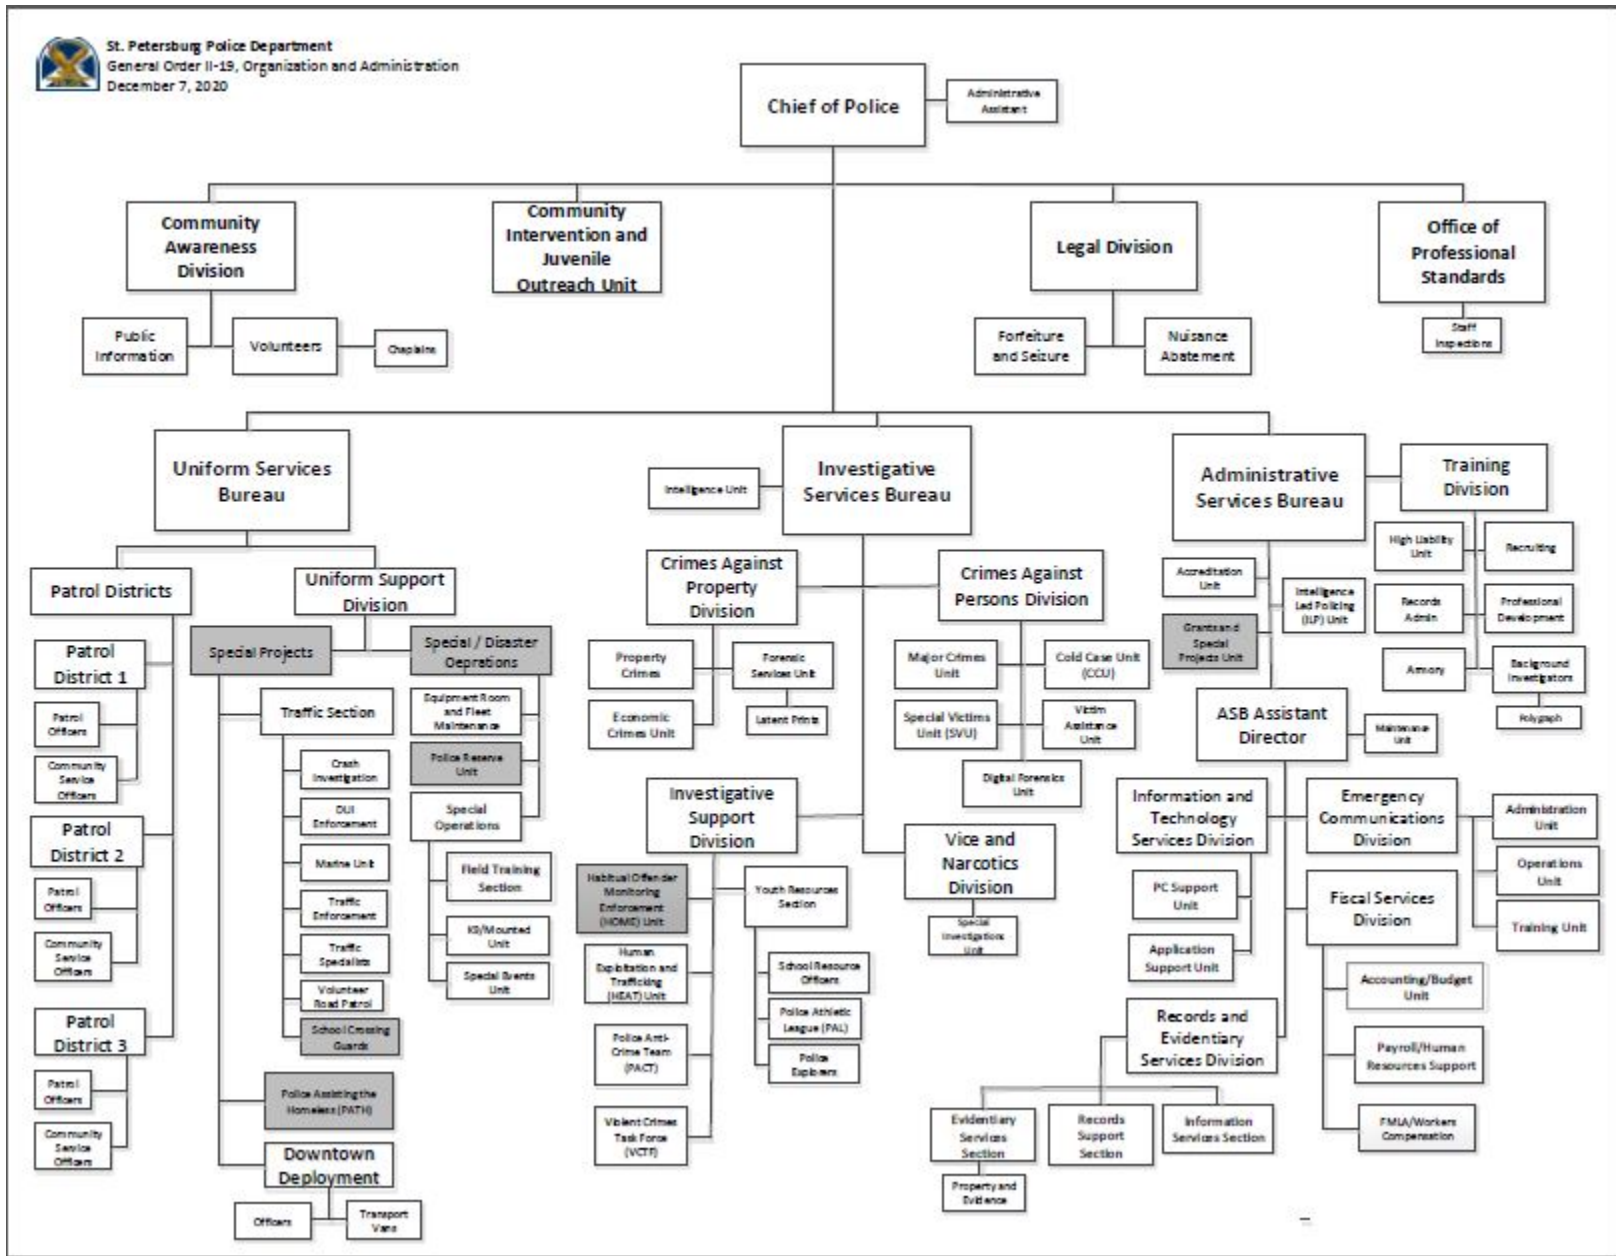 St. Petersburg Police Department
General Order II-19, Organization and Administration
December 7, 2020
Chief of Police
Administrative
Assistant
Community
Awareness
Division
Community
Intervention and
Juvenile
Outreach Unit
Legal Division
Office of
Professional
Standards
Public
Information
Volunteers
Chaplains
Forfeiture
and Seizure
Nuisance
Abatement
Staff
Inspections
Uniform Services
Bureau
Intelligence Unit
Investigative
Services Bureau
Administrative
Services Bureau
Training
Division
High Liability
Unit
Recruiting
Records
Admin
Professional
Development
Armory
Background
Investigators
Polygraph
Accreditation
Unit
Intelligence
Led Policing
(ILP) Unit
Grants and
Special
Projects Unit
ASB Assistant
Director
Maintenance
Unit
Patrol Districts
Uniform Support
Division
Patrol
District 1
Patrol
Officers
Community
Service
Officers
Patrol
District 2
Patrol
Officers
Community
Service
Officers
Patrol
District 3
Patrol
Officers
Community
Service
Officers
Special Projects
Special / Disaster
Oeprations
Traffic Section
Crash
Investigation
DUI
Enforcement
Marine Unit
Traffic
Enforcement
Traffic
Specialists
Volunteer
Road Patrol
School Crossing
Guards
Police Assisting the
Homeless (PATH)
Downtown
Deployment
Officers
Transport
Vans
Equipment Room
and Fleet
Maintenance
Police Reserve
Unit
Special
Operations
Field Training
Section
K9/Mounted
Unit
Special Events
Unit
Crimes Against
Property
Division
Crimes Against
Persons Division
Property
Crimes
Forensic
Services Unit
Economic
Crimes Unit
Latent Prints
Major Crimes
Unit
Cold Case Unit
(CCU)
Special Victims
Unit (SVU)
Victim
Assistance
Unit
Digital Forensics
Unit
Investigative
Support
Division
Vice and
Narcotics
Division
Special
Investigations
Unit
Habitual Offender
Monitoring
Enforcement
(HOME) Unit
Youth Resources
Section
Human
Exploitation and
Trafficking
(HEAT) Unit
Police Anti-
Crime Team
(PACT)
Violent Crimes
Task Force
(VCTF)
School Resource
Officers
Police Athletic
League (PAL)
Police
Explorers
Information and
Technology
Services Division
PC Support
Unit
Application
Support Unit
Emergency
Communications
Division
Administration
Unit
Operations
Unit
Training Unit
Fiscal Services
Division
Accounting/Budget
Unit
Payroll/Human
Resources Support
FMLA/Workers
Compensation
Records and
Evidentiary
Services Division
Evidentiary
Services
Section
Records
Support
Section
Information
Services Section
Property and
Evidence